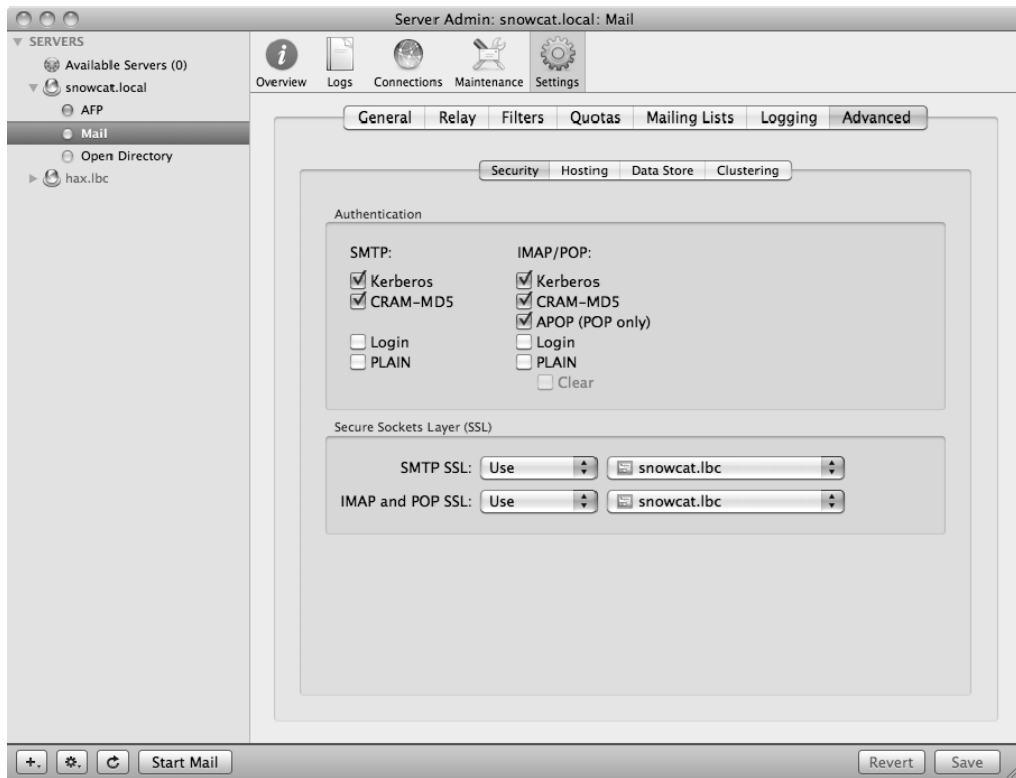 Server Admin: snowcat.local: Mail
SERVERS
Available Servers (0)
snowcat.local
AFP
Mail
Open Directory
hax.lbc
Overview Logs Connections Maintenance Settings
General Relay Filters Quotas Mailing Lists Logging Advanced
Security Hosting Data Store Clustering
Authentication
SMTP: IMAP/POP:
Kerberos Kerberos
CRAM-MD5 CRAM-MD5
APOP (POP only)
Login Login
PLAIN PLAIN
Clear
Secure Sockets Layer (SSL)
SMTP SSL: Use snowcat.lbc
IMAP and POP SSL: Use snowcat.lbc
Start Mail Revert Save